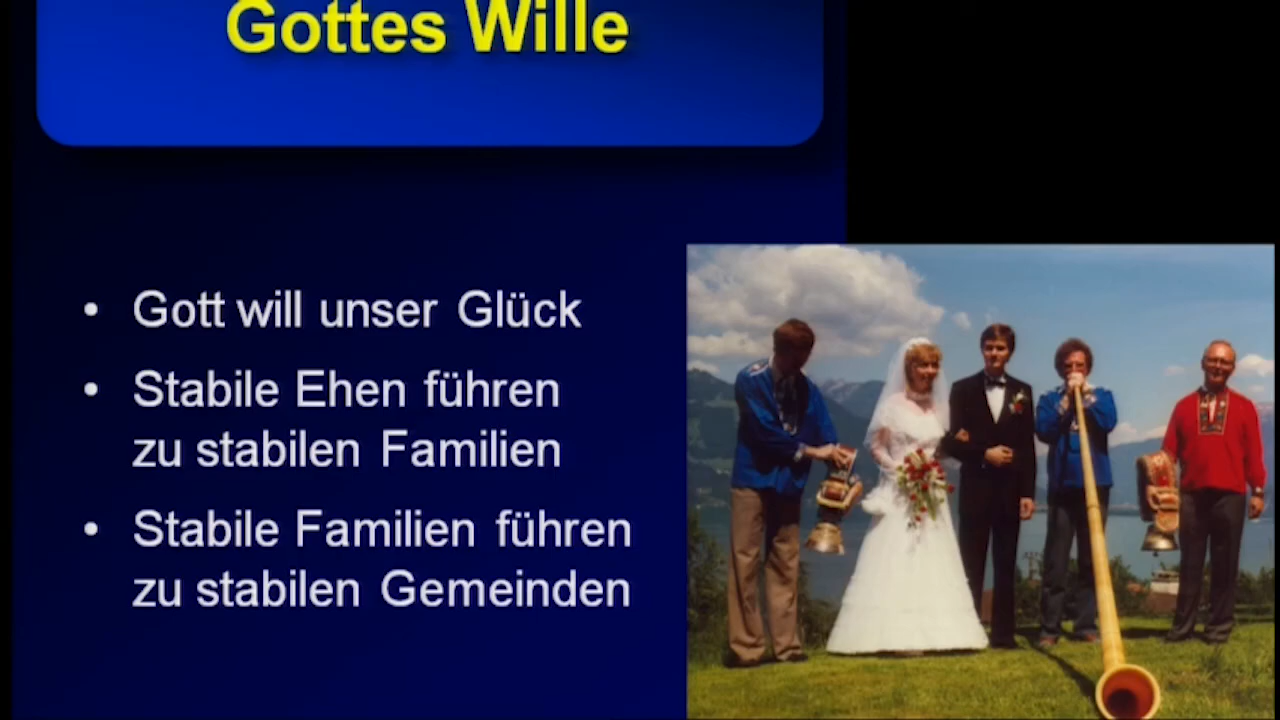 Gottes Wille
• Gott will unser Glück
• Stabile Ehen führen
zu stabilen Familien
• Stabile Familien führen
zu stabilen Gemeinden